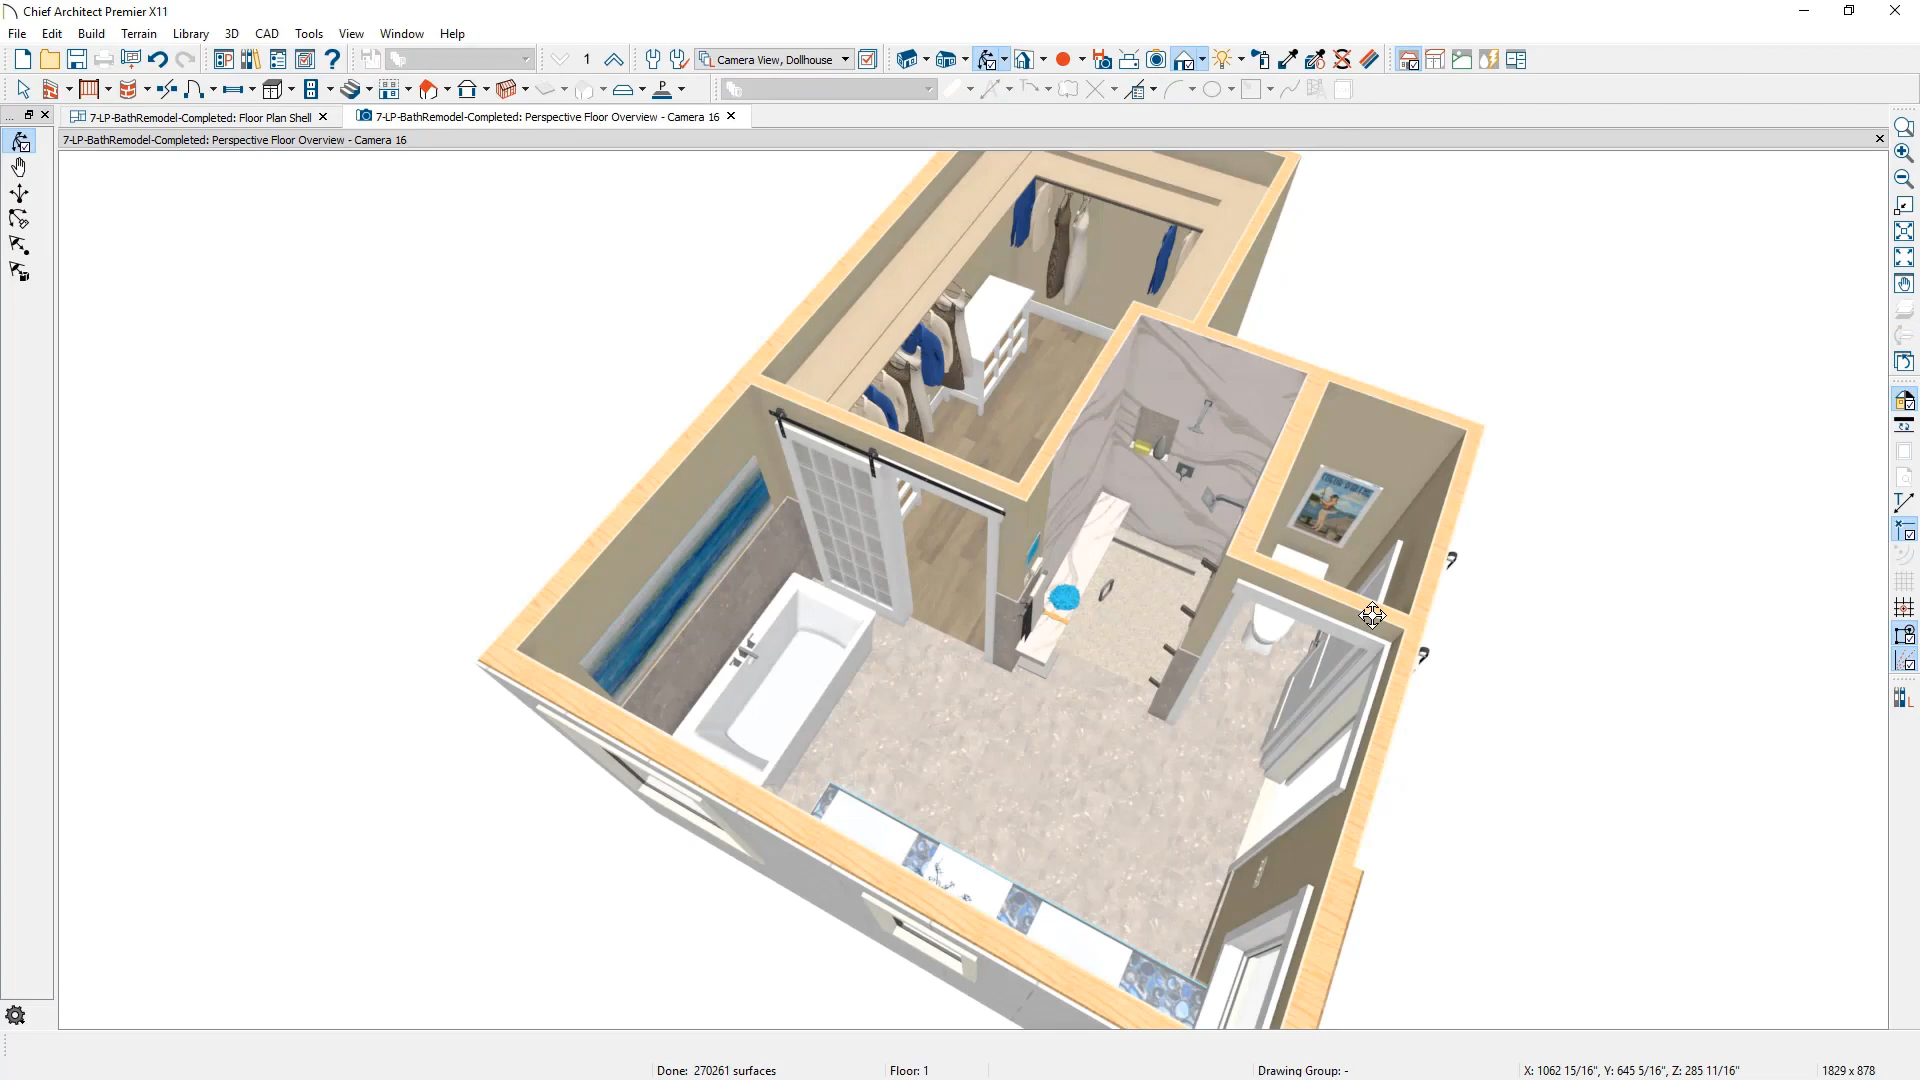 Chief Architect Premier X11
File Edit Build Terrain Library 3D CAD Tools Text View Window Help
1 Camera View, Dollhouse
P
7-LP-BathRemodel-Completed: Floor Plan Shell 7-LP-BathRemodel-Completed: Perspective Floor Overview - Camera 16
7-LP-BathRemodel-Completed: Perspective Floor Overview - Camera 16
Done: 270261 surfaces Floor: 1 Drawing Group: - X: 1062 15/16", Y: 645 5/16", Z: 285 11/16" 1829 x 878